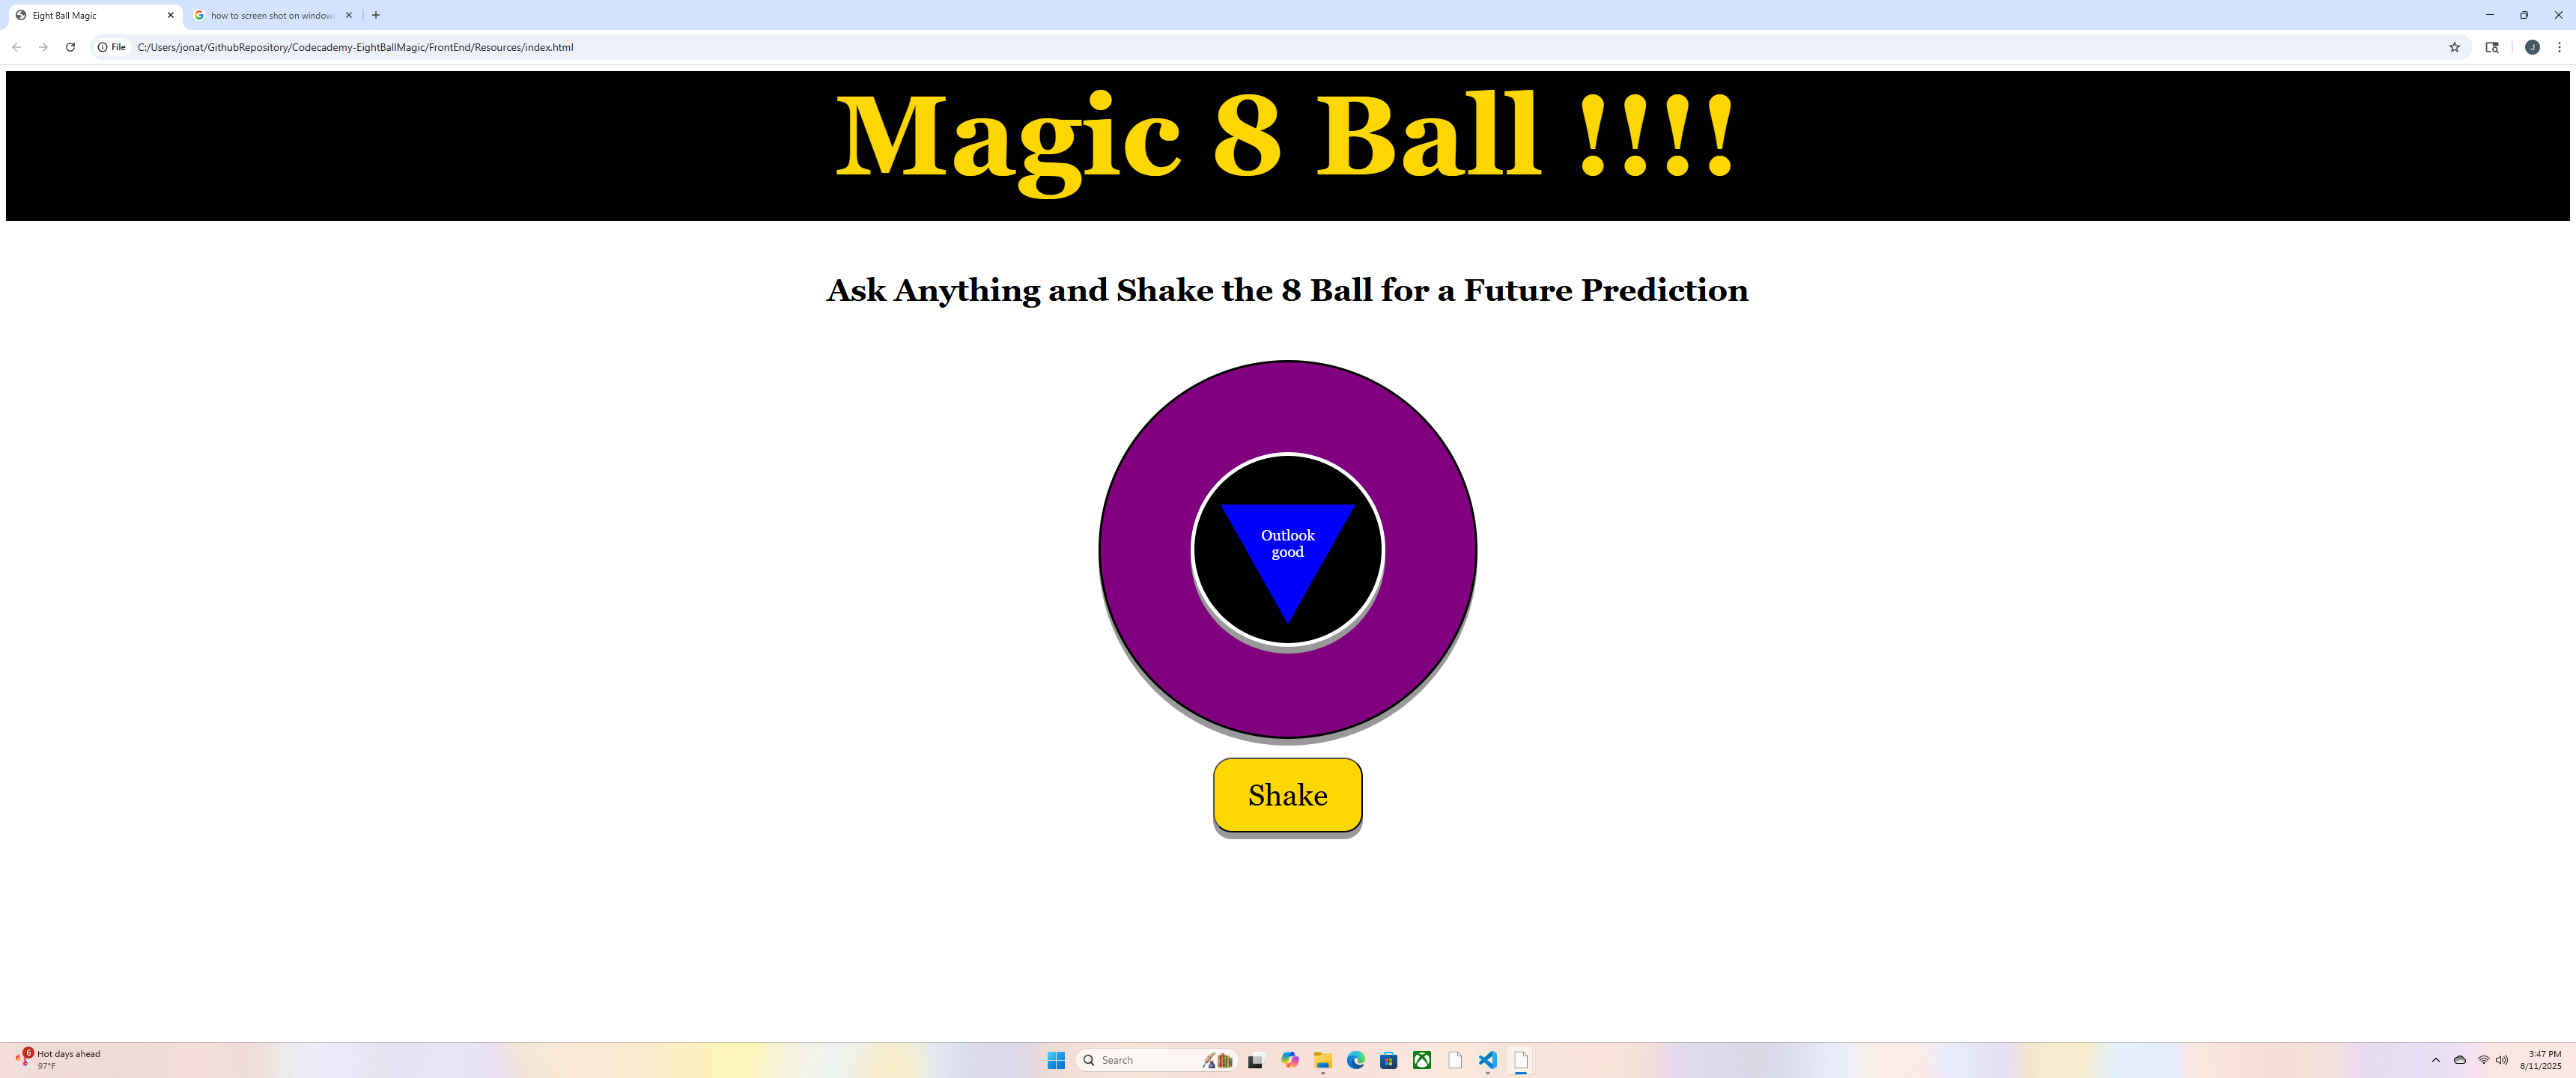 Eight Ball Magic
how to screen shot on window
File
C:/Users/jonat/GithubRepository/Codecademy-EightBallMagic/FrontEnd/Resources/index.html
J
Magic 8 Ball !!!!
Ask Anything and Shake the 8 Ball for a Future Prediction
Outlook
good
Shake
6
Hot days ahead
97°F
Search
3:47 PM
8/11/2025